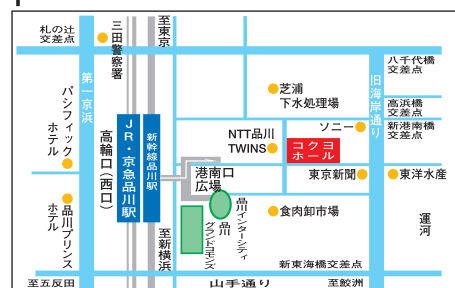 札の辻
交差点
三田警察署
至東京
八千代橋
交差点
第一京浜
旧海岸通り
芝浦
下水処理場
高浜橋
交差点
パシフィック
ホテル
JR・京急品川駅
新幹線品川駅
NTT品川
TWINS
ソニー
新港南橋
交差点
コクヨ
ホール
高輪口(西口)
港南口
広場
東京新聞
東洋水産
品川プリンス
ホテル
品川インターシティ
品川
グランドコモンズ
食肉卸市場
運河
至新横浜
新東海橋交差点
至五反田
山手通り
至鮫洲